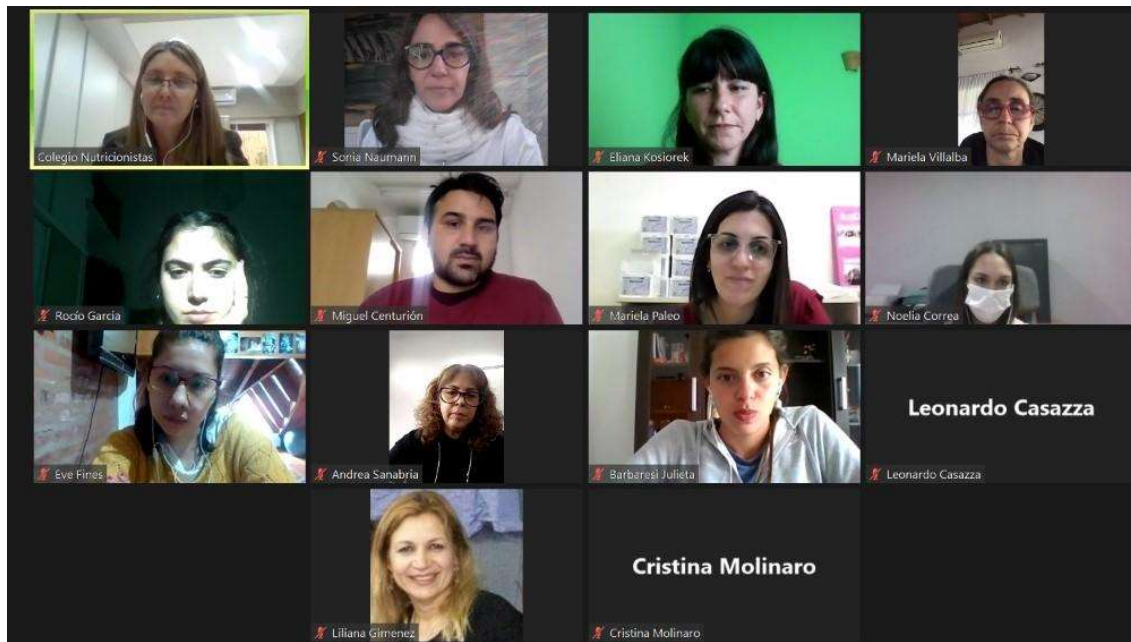 Colegio Nutricionistas
Sonia Naumann
Eliana Kosiorek
Mariela Villalba
Rocío Garcia
Miguel Centurión
Mariela Paleo
Noelia Correa
Eve Fines
Andrea Sanabria
Barbaresi Julieta
Leonardo Casazza
Leonardo Casazza
Liliana Gimenez
Cristina Molinaro
Cristina Molinaro